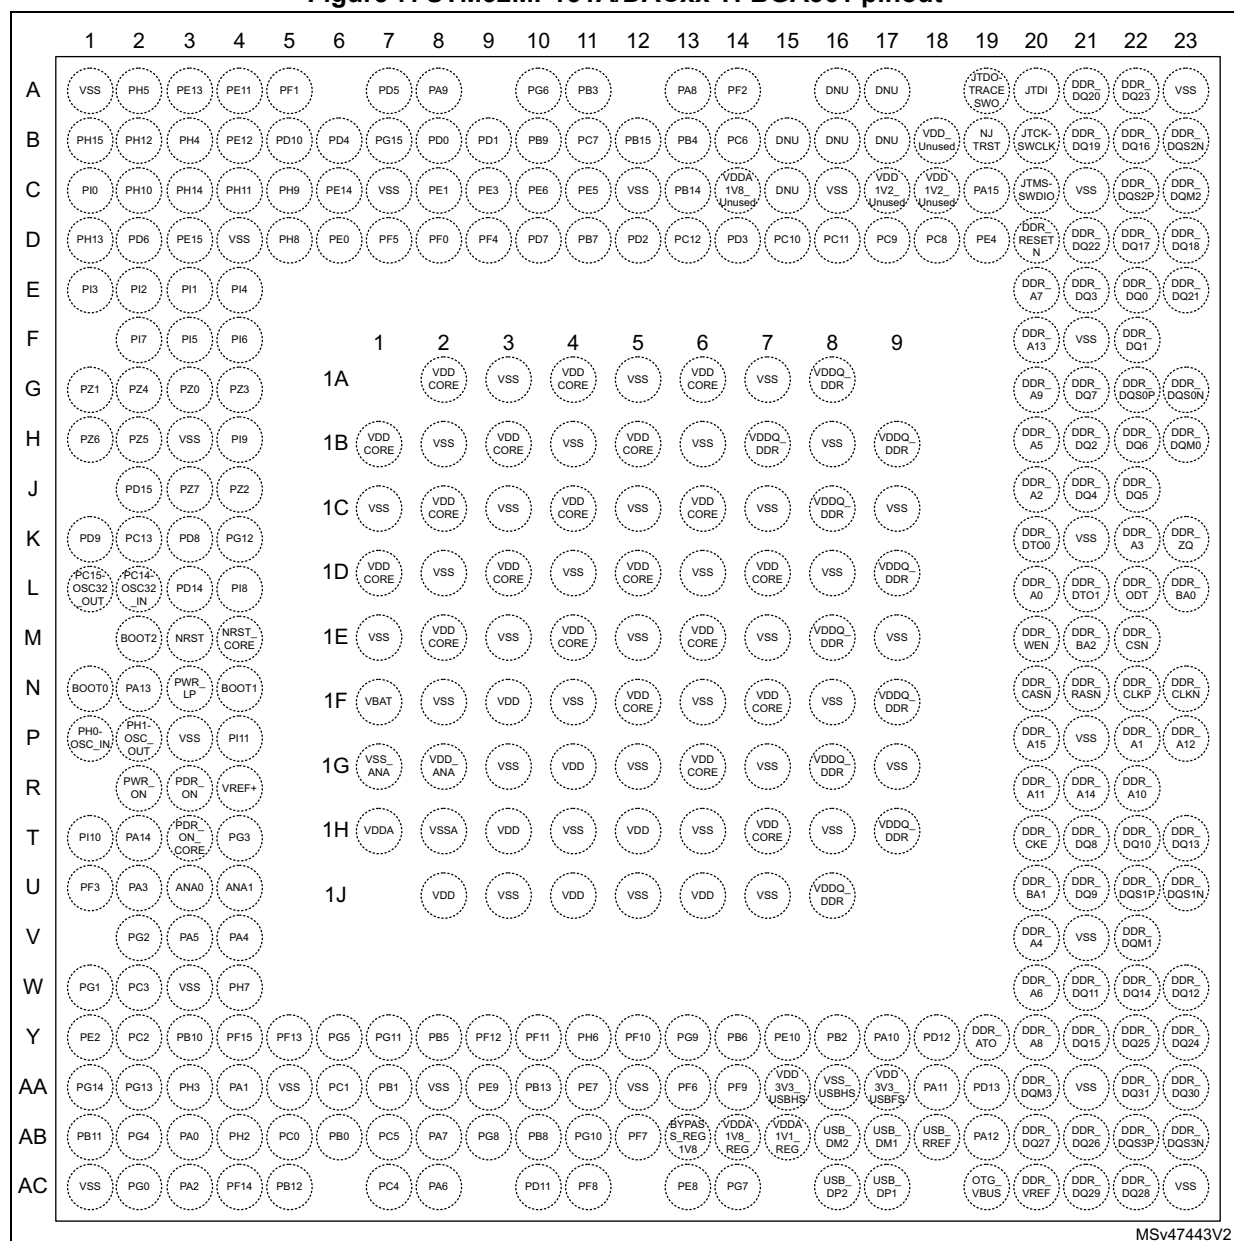 1 2 3 4 5 6 7 8 9 10 11 12 13 14 15 16 17 18 19 20 21 22 23
A VSS PH5 PE13 PE11 PF1 PD5 PA9 PG6 PB3 PA8 PF2 DNU DNU JTDO-TRACE SWO JTDI DDR_DQ20 DDR_DQ23 VSS
B PH15 PH12 PH4 PE12 PD10 PD4 PG15 PD0 PD1 PB9 PC7 PB15 PB4 PC6 DNU DNU DNU VDD_Unused NJ TRST JTCK-SWCLK DDR_DQ19 DDR_DQ16 DDR_DQS2N
C PI0 PH10 PH14 PH11 PH9 PE14 VSS PE1 PE3 PE6 PE5 VSS PB14 VDDA 1V8_Unused DNU VSS VDD 1V2_Unused VDD 1V2_Unused PA15 JTMS-SWDIO VSS DDR_DQS2P DDR_DQM2
D PH13 PD6 PE15 VSS PH8 PE0 PF5 PF0 PF4 PD7 PB7 PD2 PC12 PD3 PC10 PC11 PC9 PC8 PE4 DDR_RESET N DDR_DQ22 DDR_DQ17 DDR_DQ18
E PI3 PI2 PI1 PI4 DDR_A7 DDR_DQ3 DDR_DQ0 DDR_DQ21
F PI7 PI5 PI6 DDR_A13 VSS DDR_DQ1
1 2 3 4 5 6 7 8 9
1A VDD CORE VSS VDD CORE VSS VDD CORE VSS VDDQ_DDR
G PZ1 PZ4 PZ0 PZ3 DDR_A9 DDR_DQ7 DDR_DQS0P DDR_DQS0N
H PZ6 PZ5 VSS PI9 DDR_A5 DDR_DQ2 DDR_DQ6 DDR_DQM0
1B VDD CORE VSS VDD CORE VSS VDD CORE VSS VDDQ_DDR VSS VDDQ_DDR
J PD15 PZ7 PZ2 DDR_A2 DDR_DQ4 DDR_DQ5
1C VSS VDD CORE VSS VDD CORE VSS VDD CORE VSS VDDQ_DDR VSS
K PD9 PC13 PD8 PG12 DDR_DTO0 VSS DDR_A3 DDR_ZQ
1D VDD CORE VSS VDD CORE VSS VDD CORE VSS VDD CORE VSS VDDQ_DDR
L PC15-OSC32_OUT PC14-OSC32_IN PD14 PI8 DDR_A0 DDR_DTO1 DDR_ODT DDR_BA0
M BOOT2 NRST NRST_CORE DDR_WEN DDR_BA2 DDR_CSN
1E VSS VDD CORE VSS VDD CORE VSS VDD CORE VSS VDDQ_DDR VSS
N BOOT0 PA13 PWR_LP BOOT1 DDR_CASN DDR_RASN DDR_CLKP DDR_CLKN
1F VBAT VSS VDD VSS VDD CORE VSS VDD CORE VSS VDDQ_DDR
P PH0-OSC_IN PH1-OSC_OUT VSS PI11 DDR_A15 VSS DDR_A1 DDR_A12
1G VSS_ANA VDD_ANA VSS VDD VSS VDD CORE VSS VDDQ_DDR VSS
R PWR_ON PDR_ON VREF+ DDR_A11 DDR_A14 DDR_A10
1H VDDA VSSA VDD VSS VDD VSS VDD CORE VSS VDDQ_DDR
T PI10 PA14 PDR_ON_CORE PG3 DDR_CKE DDR_DQ8 DDR_DQ10 DDR_DQ13
U PF3 PA3 ANA0 ANA1 DDR_BA1 DDR_DQ9 DDR_DQS1P DDR_DQS1N
1J VDD VSS VDD VSS VDD VSS VDDQ_DDR
V PG2 PA5 PA4 DDR_A4 VSS DDR_DQM1
W PG1 PC3 VSS PH7 DDR_A6 DDR_DQ11 DDR_DQ14 DDR_DQ12
Y PE2 PC2 PB10 PF15 PF13 PG5 PG11 PB5 PF12 PF11 PH6 PF10 PG9 PB6 PE10 PB2 PA10 PD12 DDR_ATO DDR_A8 DDR_DQ15 DDR_DQ25 DDR_DQ24
AA PG14 PG13 PH3 PA1 VSS PC1 PB1 VSS PE9 PB13 PE7 VSS PF6 PF9 VDD 3V3_USBHS VSS_USBHS VDD 3V3_USBFS PA11 PD13 DDR_DQM3 VSS DDR_DQ31 DDR_DQ30
AB PB11 PG4 PA0 PH2 PC0 PB0 PC5 PA7 PG8 PB8 PG10 PF7 BYPAS S_REG 1V8 VDDA 1V8_REG VDDA 1V1_REG USB_DM2 USB_DM1 USB_RREF PA12 DDR_DQ27 DDR_DQ26 DDR_DQS3P DDR_DQS3N
AC VSS PG0 PA2 PF14 PB12 PC4 PA6 PD11 PF8 PE8 PG7 USB_DP2 USB_DP1 OTG_VBUS DDR_VREF DDR_DQ29 DDR_DQ28 VSS
MSv47443V2